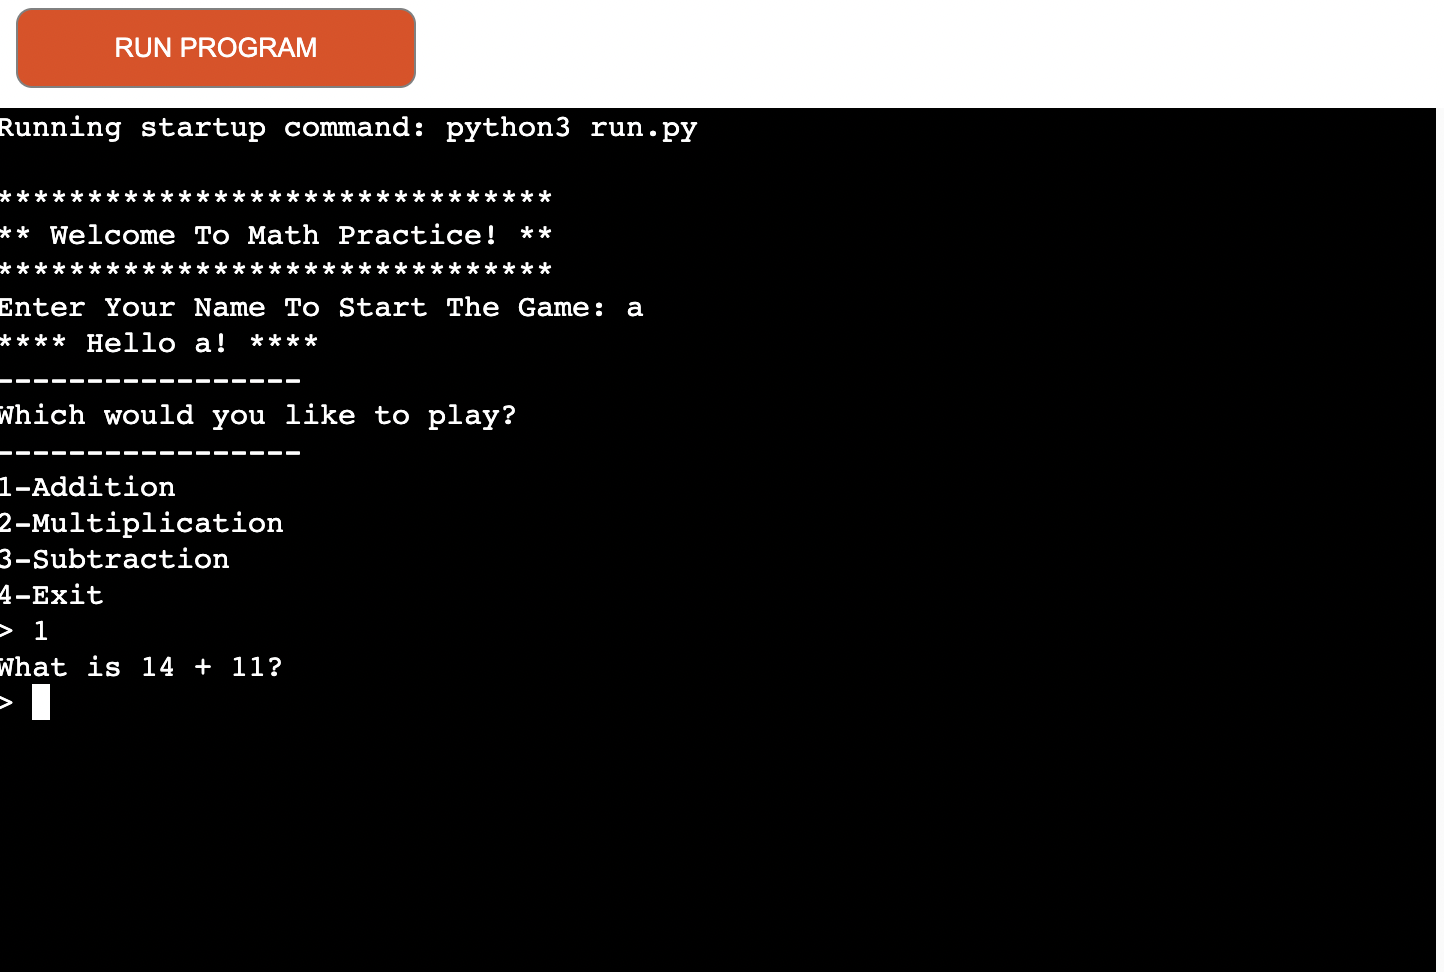 RUN PROGRAM
Running startup command: python3 run.py
*******************************
** Welcome To Math Practice! **
*******************************
Enter Your Name To Start The Game: a
**** Hello a! ****
-----------------
Which would you like to play?
-----------------
1-Addition
2-Multiplication
3-Subtraction
4-Exit
> 1
What is 14 + 11?
>